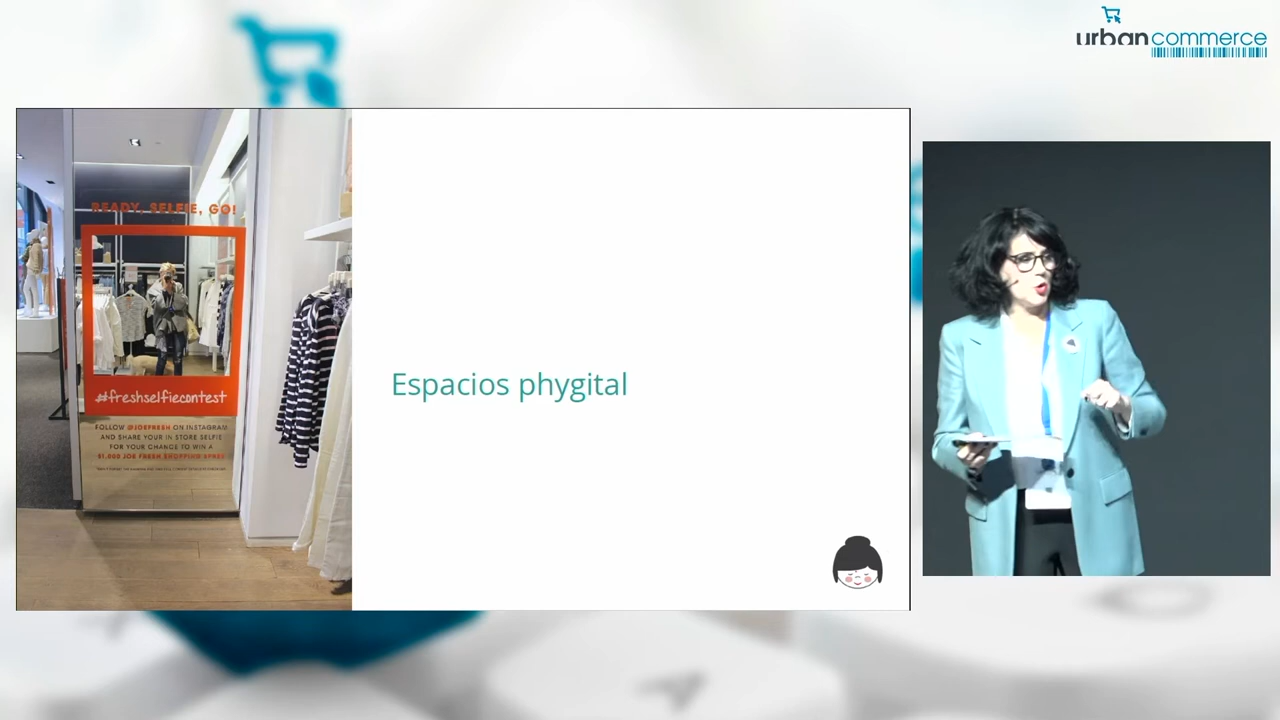 urbancommerce
READY, SELFIE, GO!
#freshselfiecontest
FOLLOW @JOEFRESH ON INSTAGRAM
AND SHARE YOUR IN STORE SELFIE
FOR YOUR CHANCE TO WIN A
$1,000 JOE FRESH SHOPPING SPREE
Espacios phygital